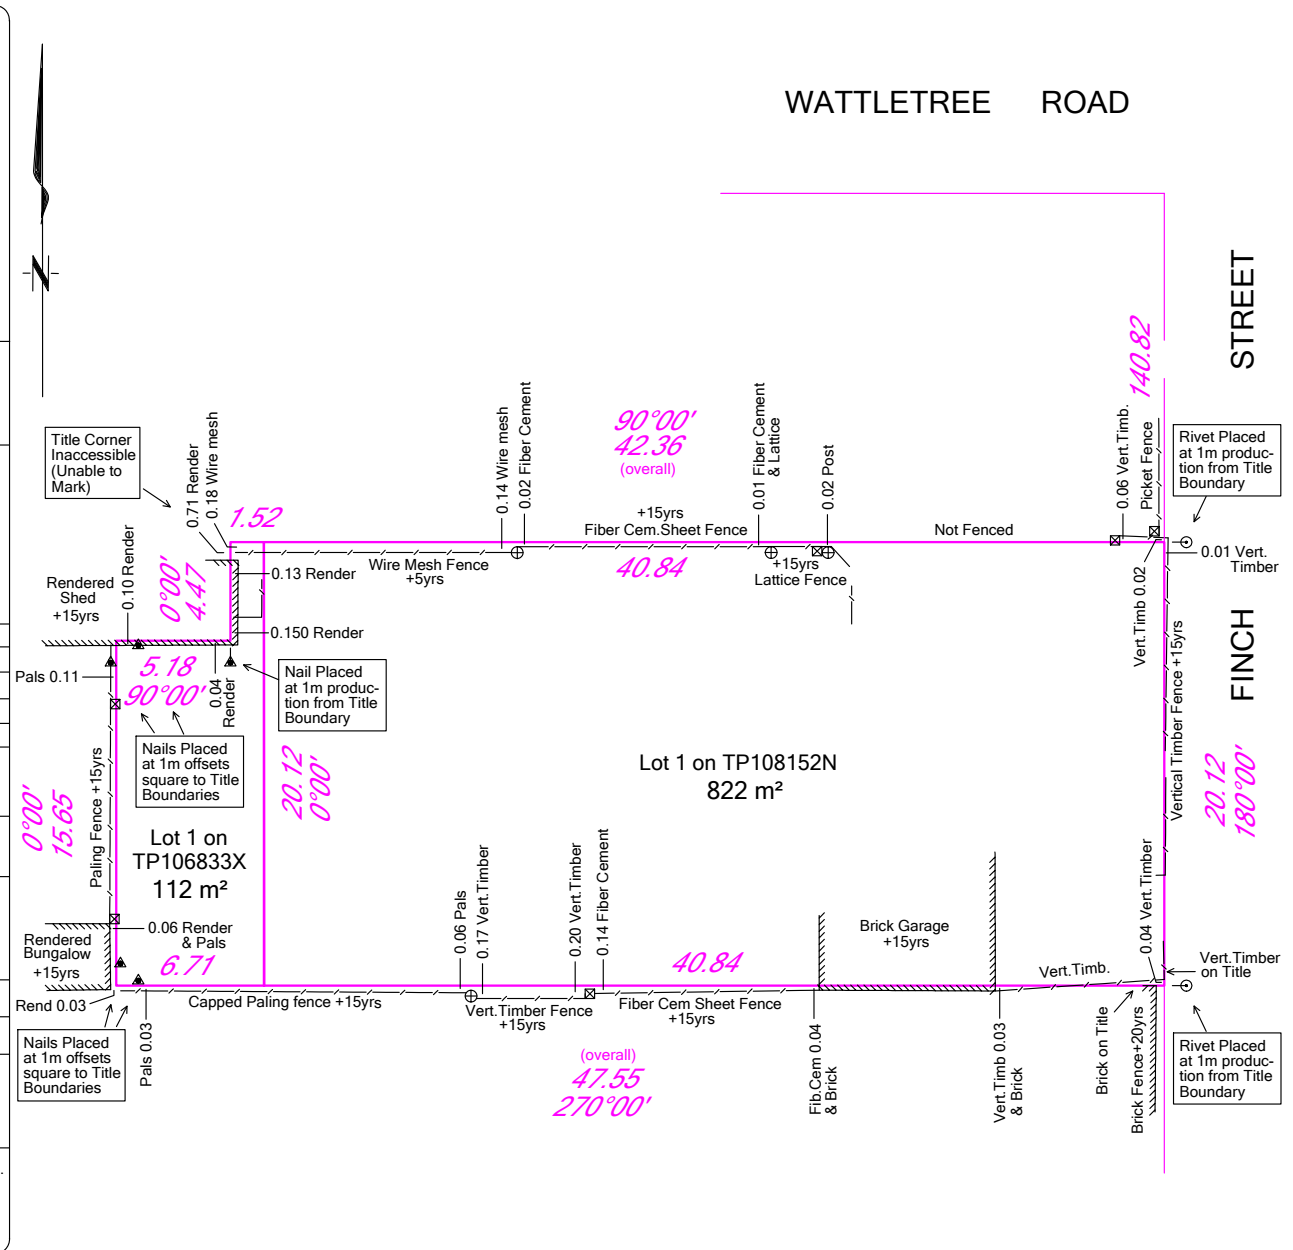 WATTLETREE ROAD
N
STREET
FINCH
140.82
90°00'
42.36
(overall)
Title Corner
Inaccessible
(Unable to
Mark)
0.71 Render
0.18 Wire mesh
1.52
0.14 Wire mesh
0.02 Fiber Cement
+15yrs
Fiber Cem.Sheet Fence
0.01 Fiber Cement
& Lattice
0.02 Post
Not Fenced
0.06 Vert.Timb.
Picket Fence
Rivet Placed
at 1m produc-
tion from Title
Boundary
0.01 Vert.
Timber
Vert.Timb 0.02
Wire Mesh Fence
+5yrs
40.84
+15yrs
Lattice Fence
0.10 Render
Rendered
Shed
+15yrs
0°00'
4.47
0.13 Render
0.150 Render
Pals 0.11
5.18
90°00'
0.04
Render
Nail Placed
at 1m produc-
tion from Title
Boundary
Nails Placed
at 1m offsets
square to Title
Boundaries
20.12
0°00'
Lot 1 on TP108152N
822 m²
Vertical Timber Fence +15yrs
20.12
180°00'
0°00'
15.65
Paling Fence +15yrs
Lot 1 on
TP106833X
112 m²
0.06 Render
& Pals
Rendered
Bungalow
+15yrs
6.71
Rend 0.03
Nails Placed
at 1m offsets
square to Title
Boundaries
Pals 0.03
Capped Paling fence +15yrs
0.06 Pals
0.17 Vert.Timber
0.20 Vert.Timber
0.14 Fiber Cement
Vert.Timber Fence
+15yrs
40.84
Fiber Cem Sheet Fence
+15yrs
Brick Garage
+15yrs
Vert.Timb.
0.04 Vert.Timber
Vert.Timber
on Title
(overall)
47.55
270°00'
Fib.Cem 0.04
& Brick
Vert.Timb 0.03
& Brick
Brick on Title
Brick Fence+20yrs
Rivet Placed
at 1m produc-
tion from Title
Boundary